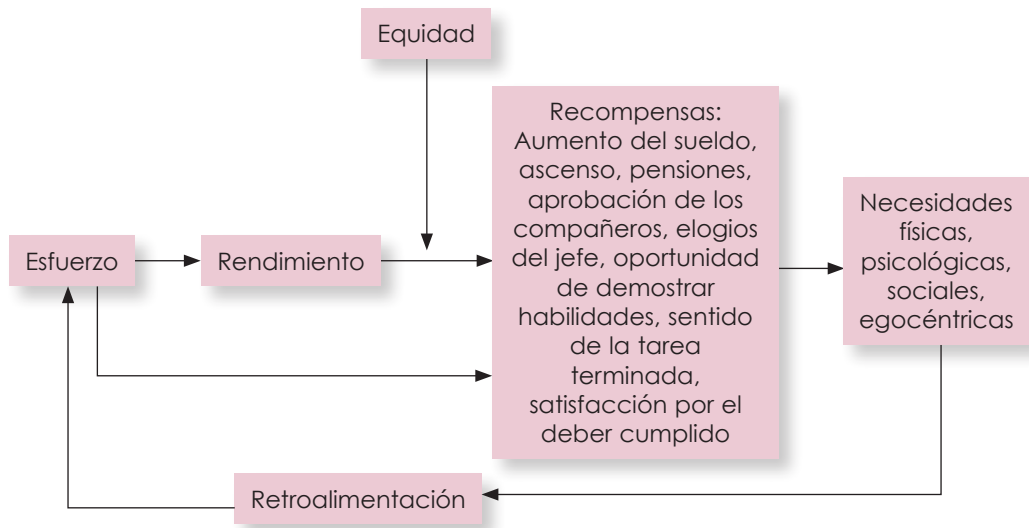 Equidad
Recompensas:
Aumento del sueldo,
ascenso, pensiones,
aprobación de los
compañeros, elogios
del jefe, oportunidad
de demostrar
habilidades, sentido
de la tarea
terminada,
satisfacción por el
deber cumplido
Necesidades
físicas,
psicológicas,
sociales,
egocéntricas
Esfuerzo
Rendimiento
Retroalimentación